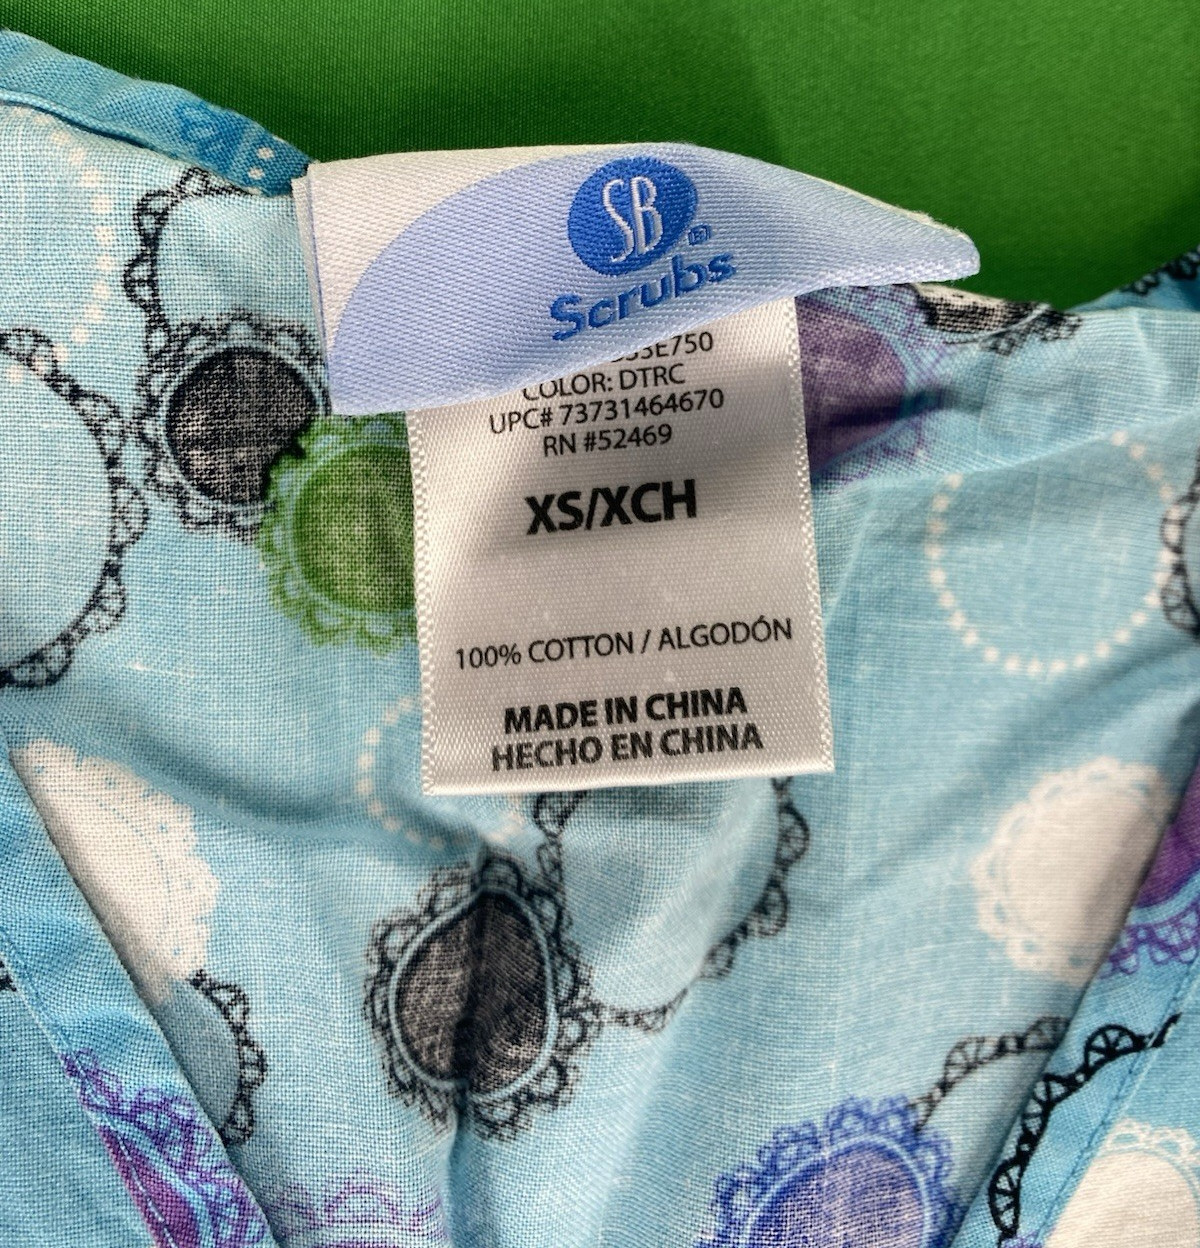 SB
®
Scrubs
COLOR: DTRC
UPC# 73731464670
RN #52469
XS/XCH
100% COTTON / ALGODÓN
MADE IN CHINA
HECHO EN CHINA